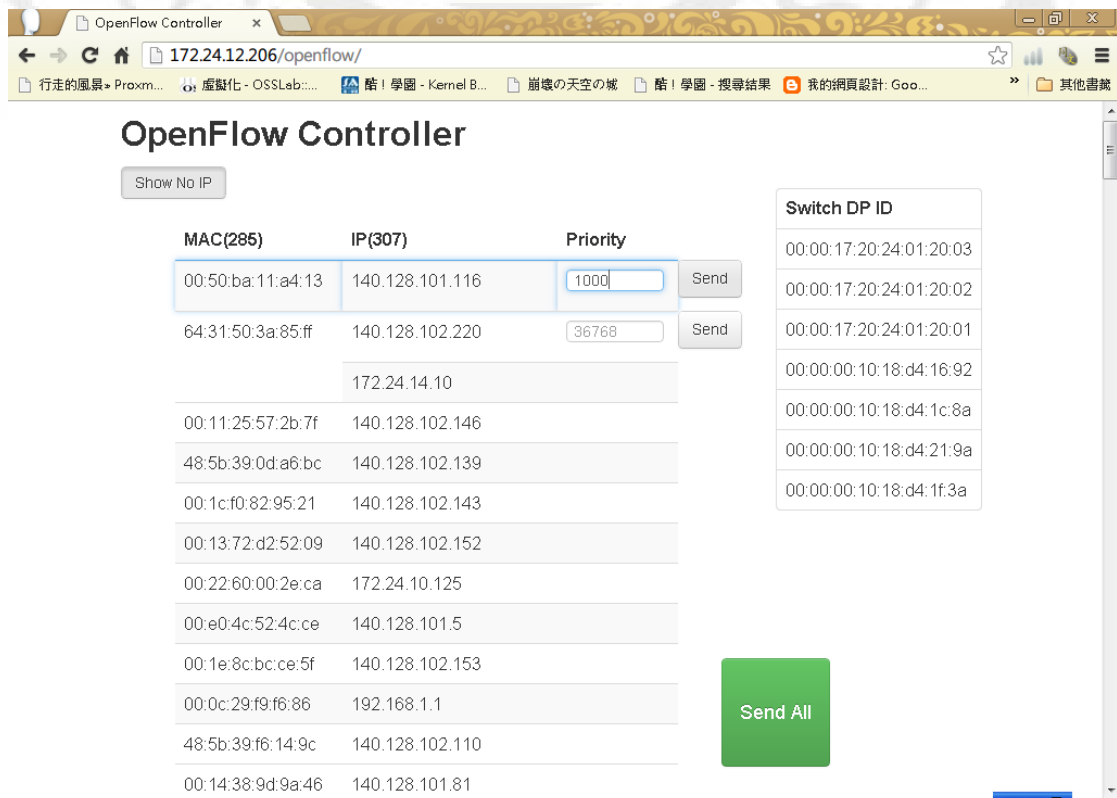 OpenFlow Controller
172.24.12.206/openflow/
行走的風景» Proxm... 虛擬化 - OSSLab::... 酷！學園 - Kernel B... 崩壞の天空の城 酷！學園 - 搜尋結果 我的網頁設計: Goo... » 其他書籤
OpenFlow Controller
Show No IP
MAC(285) IP(307) Priority
00:50:ba:11:a4:13 140.128.101.116 1000 Send
64:31:50:3a:85:ff 140.128.102.220 36768 Send
172.24.14.10
00:11:25:57:2b:7f 140.128.102.146
48:5b:39:0d:a6:bc 140.128.102.139
00:1c:f0:82:95:21 140.128.102.143
00:13:72:d2:52:09 140.128.102.152
00:22:60:00:2e:ca 172.24.10.125
00:e0:4c:52:4c:ce 140.128.101.5
00:1e:8c:bc:ce:5f 140.128.102.153
00:0c:29:f9:f6:86 192.168.1.1
48:5b:39:f6:14:9c 140.128.102.110
00:14:38:9d:9a:46 140.128.101.81
Switch DP ID
00:00:17:20:24:01:20:03
00:00:17:20:24:01:20:02
00:00:17:20:24:01:20:01
00:00:00:10:18:d4:16:92
00:00:00:10:18:d4:1c:8a
00:00:00:10:18:d4:21:9a
00:00:00:10:18:d4:1f:3a
Send All